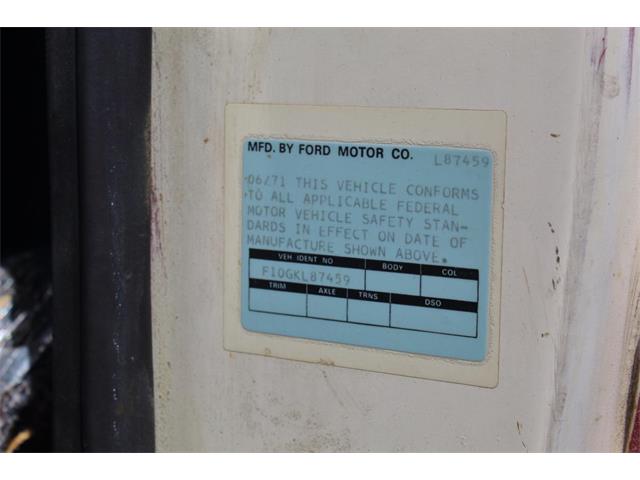 MFD. BY FORD MOTOR CO. L87459
06/71 THIS VEHICLE CONFORMS
TO ALL APPLICABLE FEDERAL
MOTOR VEHICLE SAFETY STAN-
DARDS IN EFFECT ON DATE OF
MANUFACTURE SHOWN ABOVE.
VEH IDENT NO BODY COL
F10GKL87459
TRIM AXLE TRNS DSO